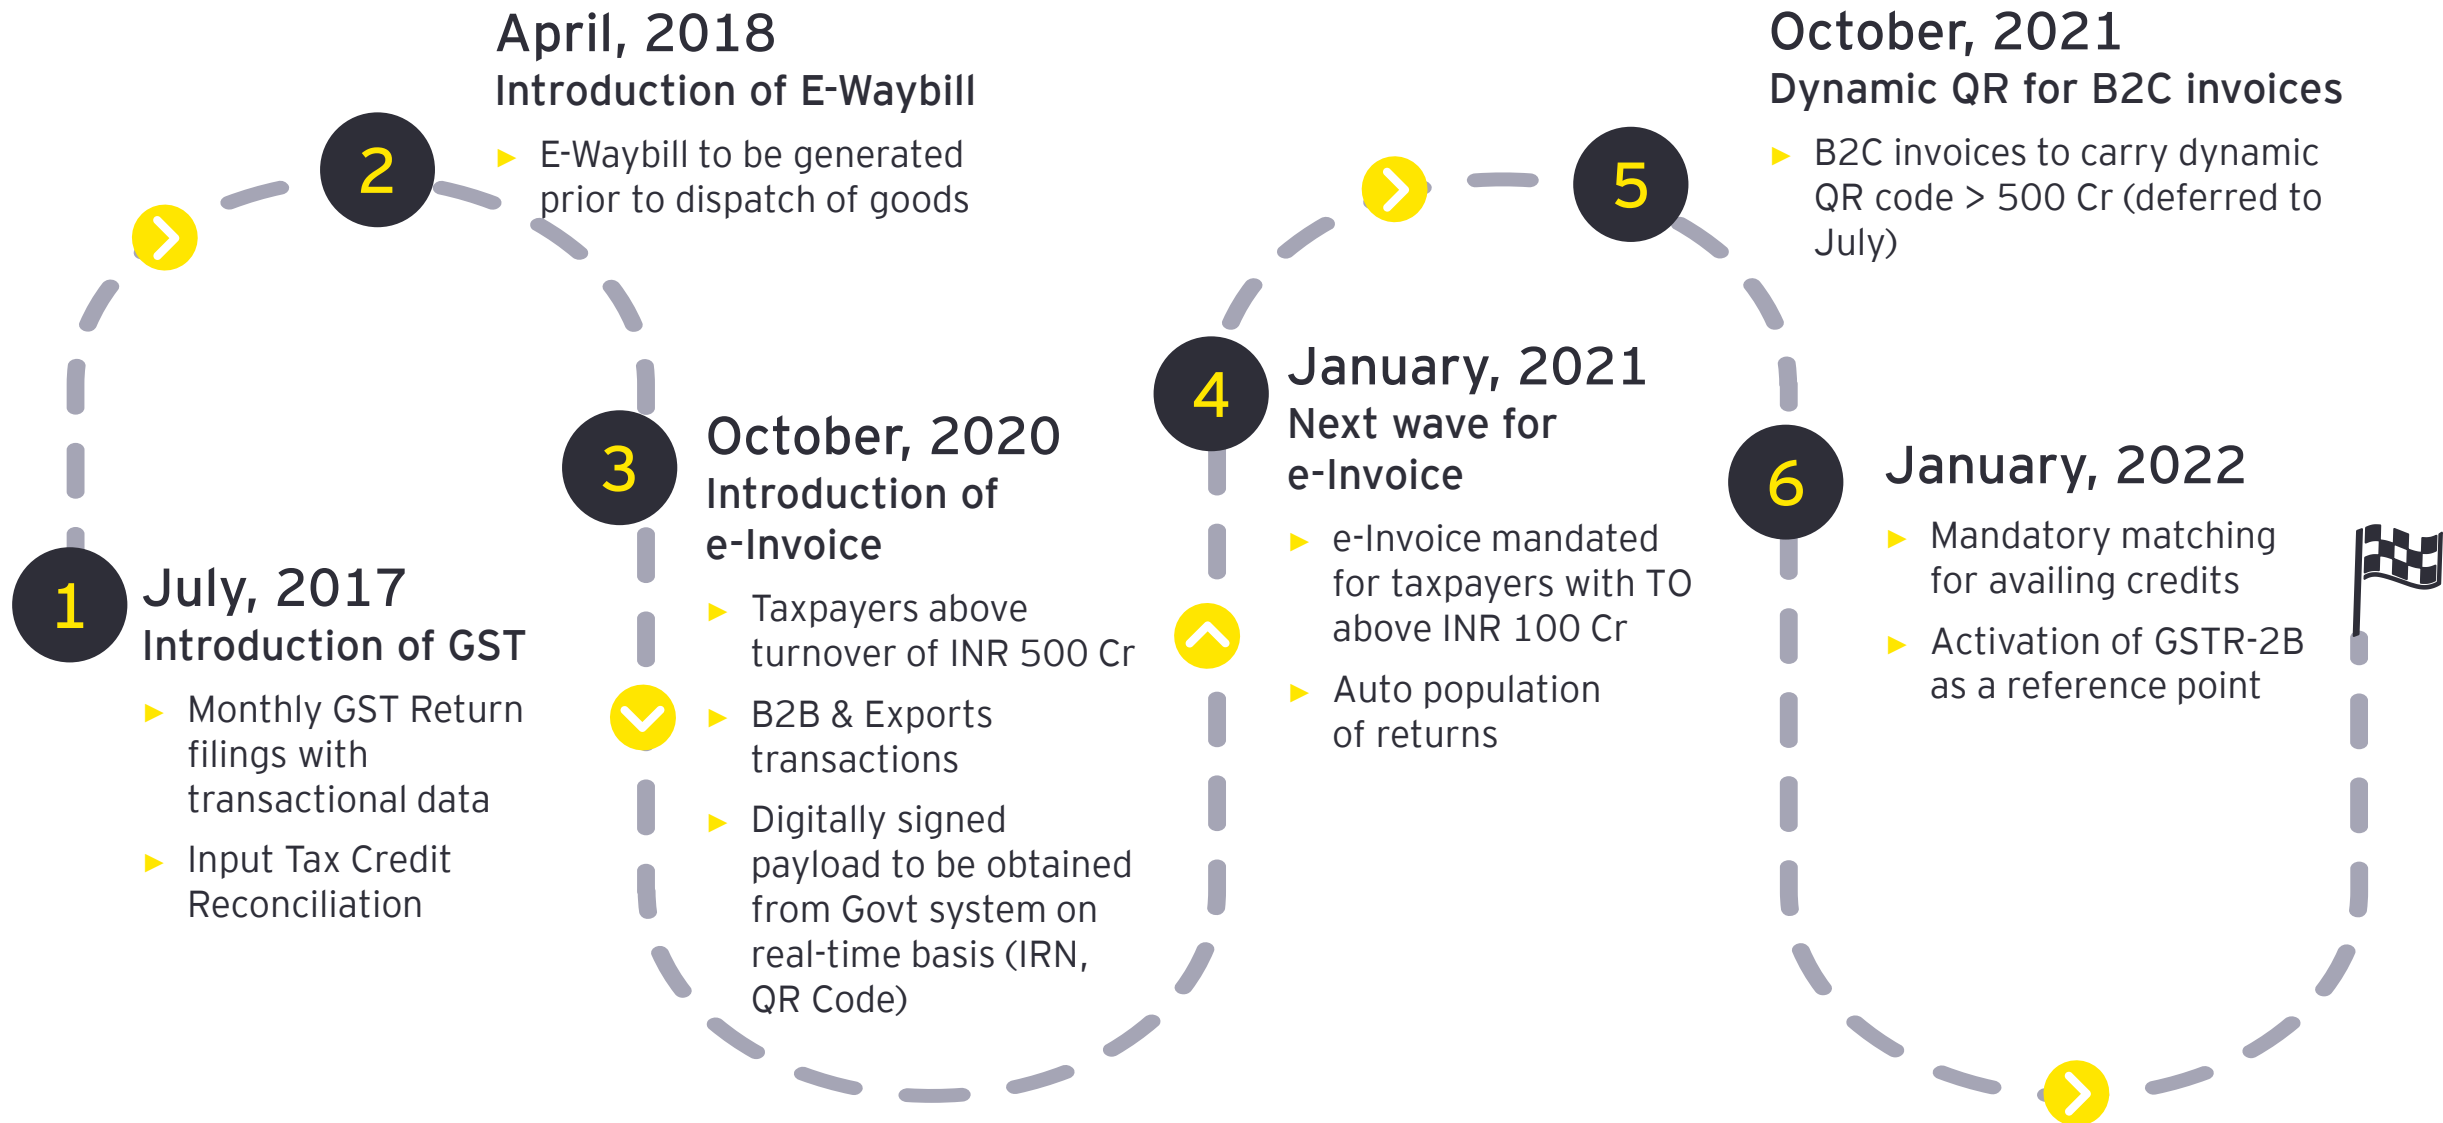 1
July, 2017
Introduction of GST
► Monthly GST Return
filings with
transactional data
► Input Tax Credit
Reconciliation
2
April, 2018
Introduction of E-Waybill
► E-Waybill to be generated
prior to dispatch of goods
3
October, 2020
Introduction of
e-Invoice
► Taxpayers above
turnover of INR 500 Cr
► B2B & Exports
transactions
► Digitally signed
payload to be obtained
from Govt system on
real-time basis (IRN,
QR Code)
4
January, 2021
Next wave for
e-Invoice
► e-Invoice mandated
for taxpayers with TO
above INR 100 Cr
► Auto population
of returns
5
October, 2021
Dynamic QR for B2C invoices
► B2C invoices to carry dynamic
QR code > 500 Cr (deferred to
July)
6
January, 2022
► Mandatory matching
for availing credits
► Activation of GSTR-2B
as a reference point